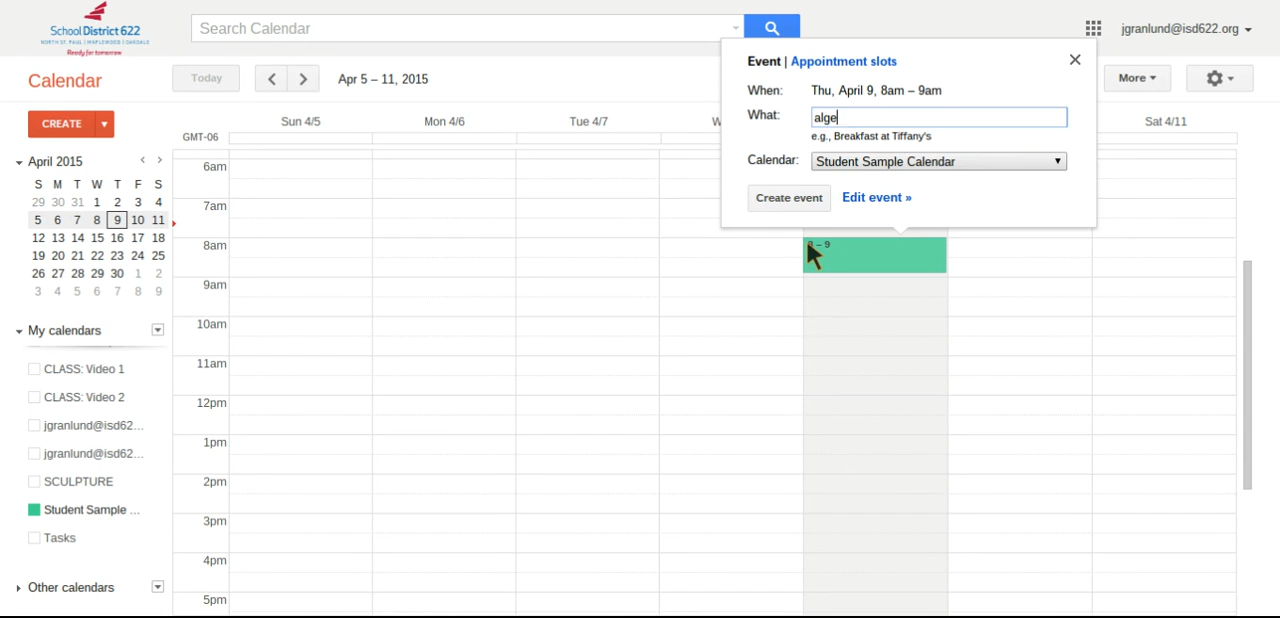 School District 622
NORTH ST. PAUL | MAPLEWOOD | OAKDALE
Ready for tomorrow
Search Calendar
jgranlund@isd622.org
Calendar
Today
Apr 5 – 11, 2015
More
Event | Appointment slots
When: Thu, April 9, 8am – 9am
What: alge
e.g., Breakfast at Tiffany's
Calendar: Student Sample Calendar
Create event Edit event »
CREATE
April 2015
S M T W T F S
29 30 31 1 2 3 4
5 6 7 8 9 10 11
12 13 14 15 16 17 18
19 20 21 22 23 24 25
26 27 28 29 30 1 2
3 4 5 6 7 8 9
My calendars
CLASS: Video 1
CLASS: Video 2
jgranlund@isd62...
jgranlund@isd62...
SCULPTURE
Student Sample ...
Tasks
Other calendars
GMT-06
Sun 4/5 Mon 4/6 Tue 4/7 W Sat 4/11
6am
7am
8am
– 9
9am
10am
11am
12pm
1pm
2pm
3pm
4pm
5pm